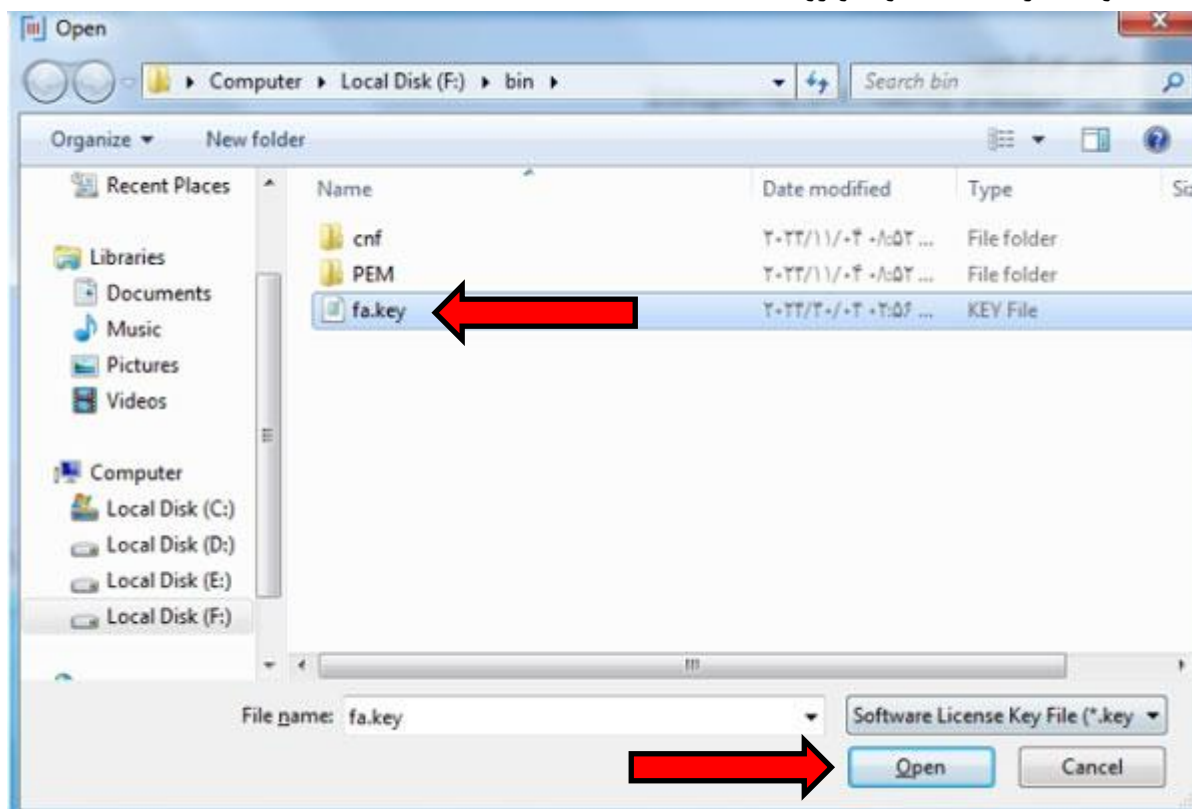 Open
Computer ▸ Local Disk (F:) ▸ bin ▸
Search bin
Organize ▾ New folder
Recent Places
Name Date modified Type
cnf File folder
Libraries
PEM File folder
Documents
fa.key KEY File
Music
Pictures
Videos
Computer
Local Disk (C:)
Local Disk (D:)
Local Disk (E:)
Local Disk (F:)
File name: fa.key Software License Key File (*.key
Open Cancel